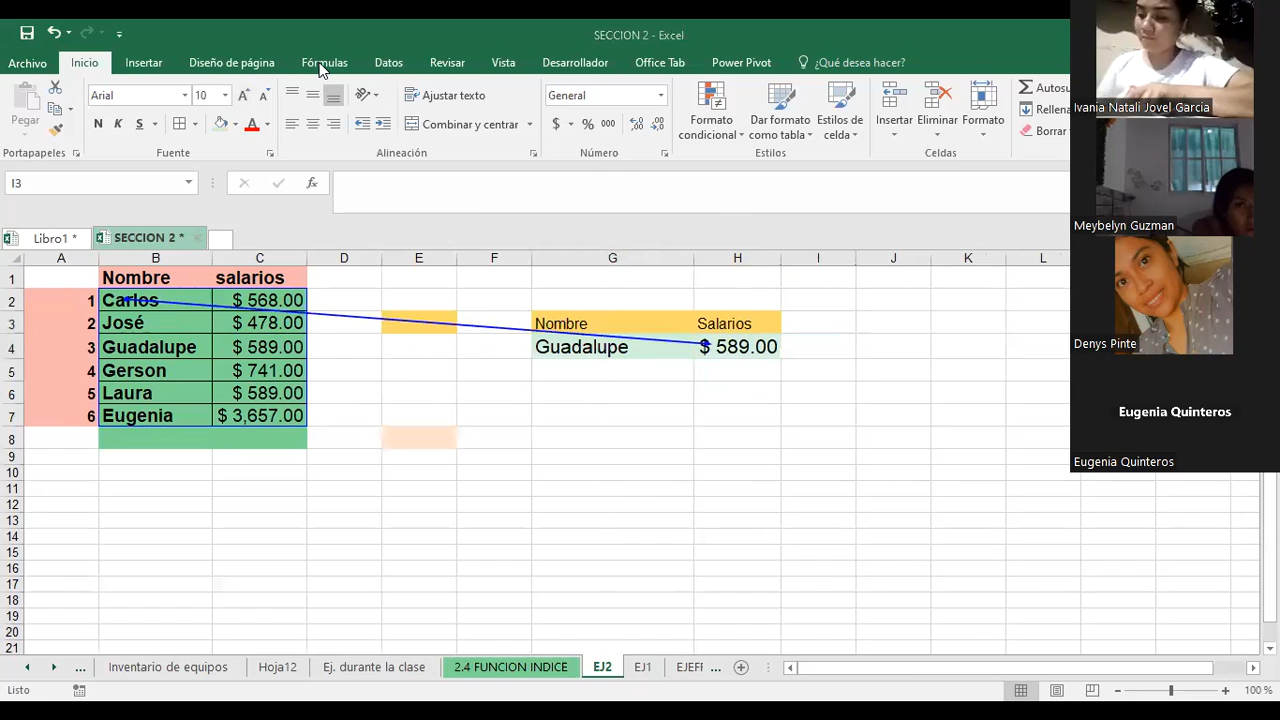 SECCION 2 - Excel
Archivo Inicio Insertar Diseño de página Fórmulas Datos Revisar Vista Desarrollador Office Tab Power Pivot ¿Qué desea hacer?
Pegar
Arial 10
N K S
Ajustar texto
Combinar y centrar
General
$ % 000
Formato condicional
Dar formato como tabla
Estilos de celda
Insertar Eliminar Formato
Autosu
Rellena
Borrar
Portapapeles Fuente Alineación Número Estilos Celdas
I3 fx
Libro1 * SECCION 2 *
A B C D E F G H I J K L
1 Nombre salarios
2 1 Carlos $ 568.00
3 2 José $ 478.00 Nombre Salarios
4 3 Guadalupe $ 589.00 Guadalupe $ 589.00
5 4 Gerson $ 741.00
6 5 Laura $ 589.00
7 6 Eugenia $ 3,657.00
8
9
10
11
12
13
14
15
16
17
18
19
20
21
... Inventario de equipos Hoja12 Ej. durante la clase 2.4 FUNCION INDICE EJ2 EJ1 EJEFI ...
Listo 100 %
Ivania Natali Jovel Garcia
Meybelyn Guzman
Denys Pinte
Eugenia Quinteros
Eugenia Quinteros